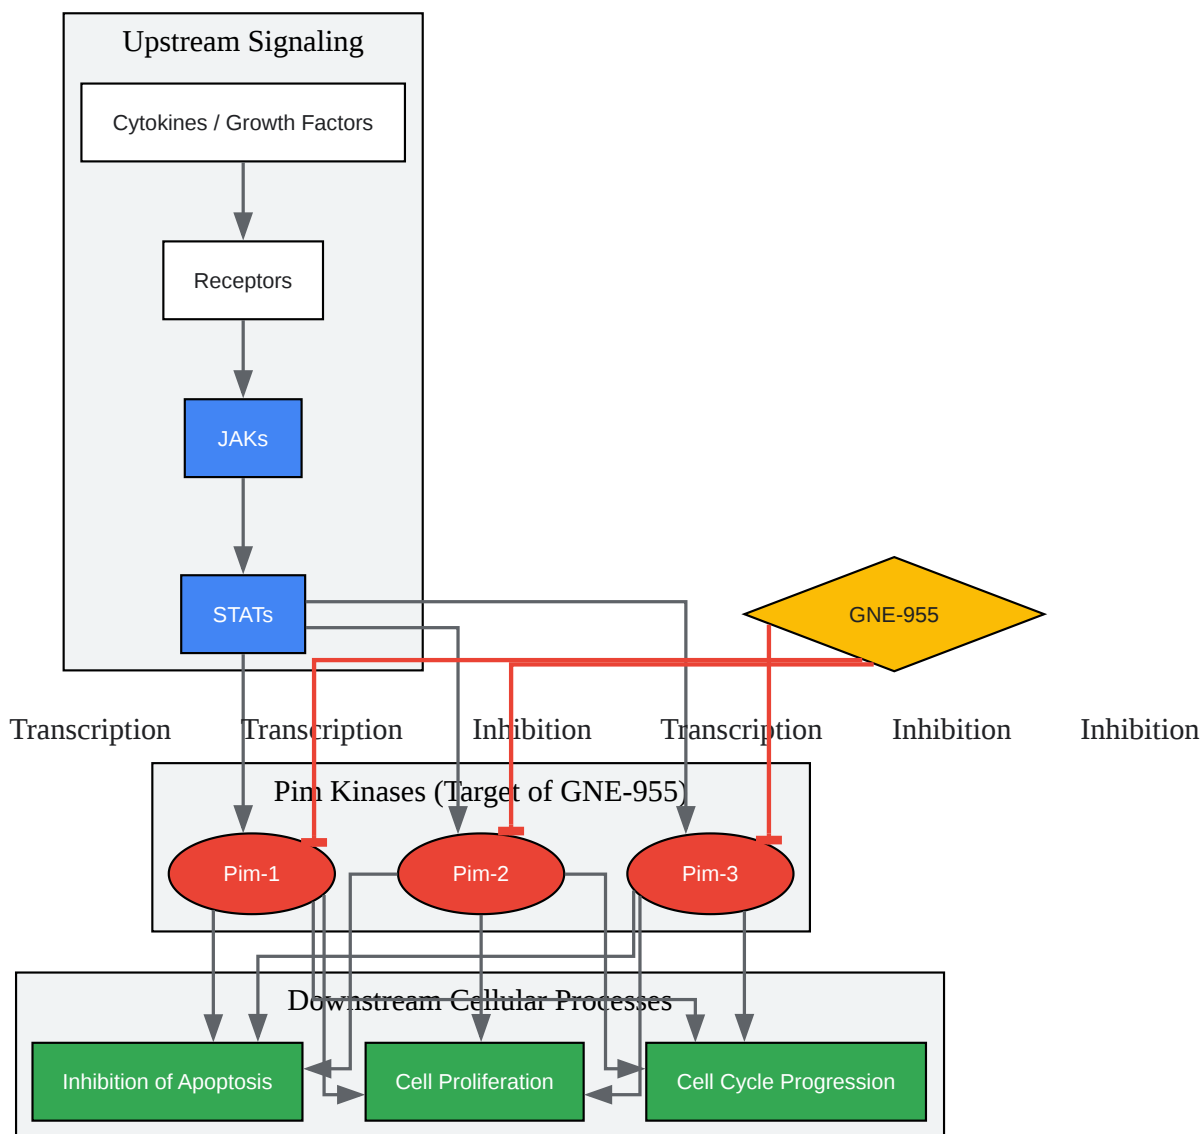 Upstream Signaling
Cytokines / Growth Factors
Receptors
JAKs
STATs
GNE-955
Transcription
Transcription
Inhibition
Transcription
Inhibition
Inhibition
Pim Kinases (Target of GNE-955)
Pim-1
Pim-2
Pim-3
Downstream Cellular Processes
Inhibition of Apoptosis
Cell Proliferation
Cell Cycle Progression